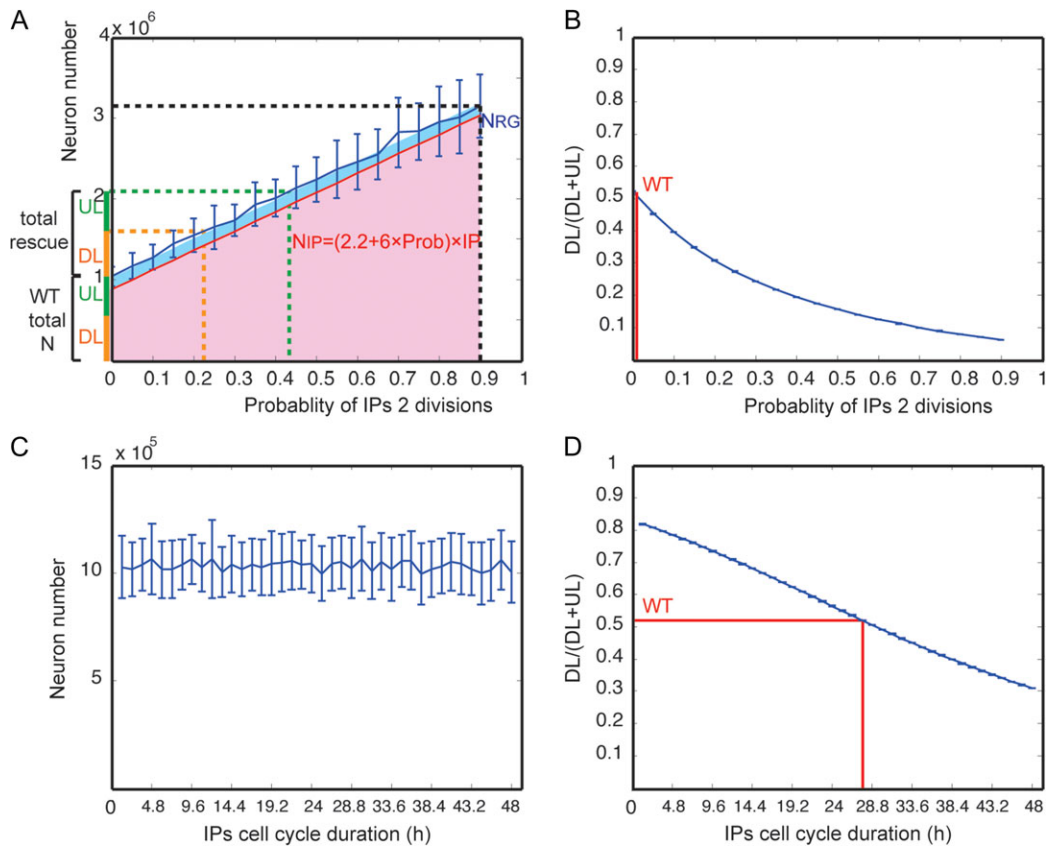 A
4 x 10⁶
Neuron number
3
2
1
0
NRG
NIP=(2.2+6×Prob)×IP
total
rescue
UL
DL
WT
total
N
UL
DL
0 0.1 0.2 0.3 0.4 0.5 0.6 0.7 0.8 0.9 1
Probablity of IPs 2 divisions
B
DL/(DL+UL)
1
0.9
0.8
0.7
0.6
0.5
0.4
0.3
0.2
0.1
WT
0 0.1 0.2 0.3 0.4 0.5 0.6 0.7 0.8 0.9 1
Probablity of IPs 2 divisions
C
x 10⁵
15
10
5
Neuron number
0 4.8 9.6 14.4 19.2 24 28.8 33.6 38.4 43.2 48
IPs cell cycle duration (h)
D
DL/(DL+UL)
1
0.9
0.8
0.7
0.6
0.5
0.4
0.3
0.2
0.1
WT
0 4.8 9.6 14.4 19.2 24 28.8 33.6 38.4 43.2 48
IPs cell cycle duration (h)